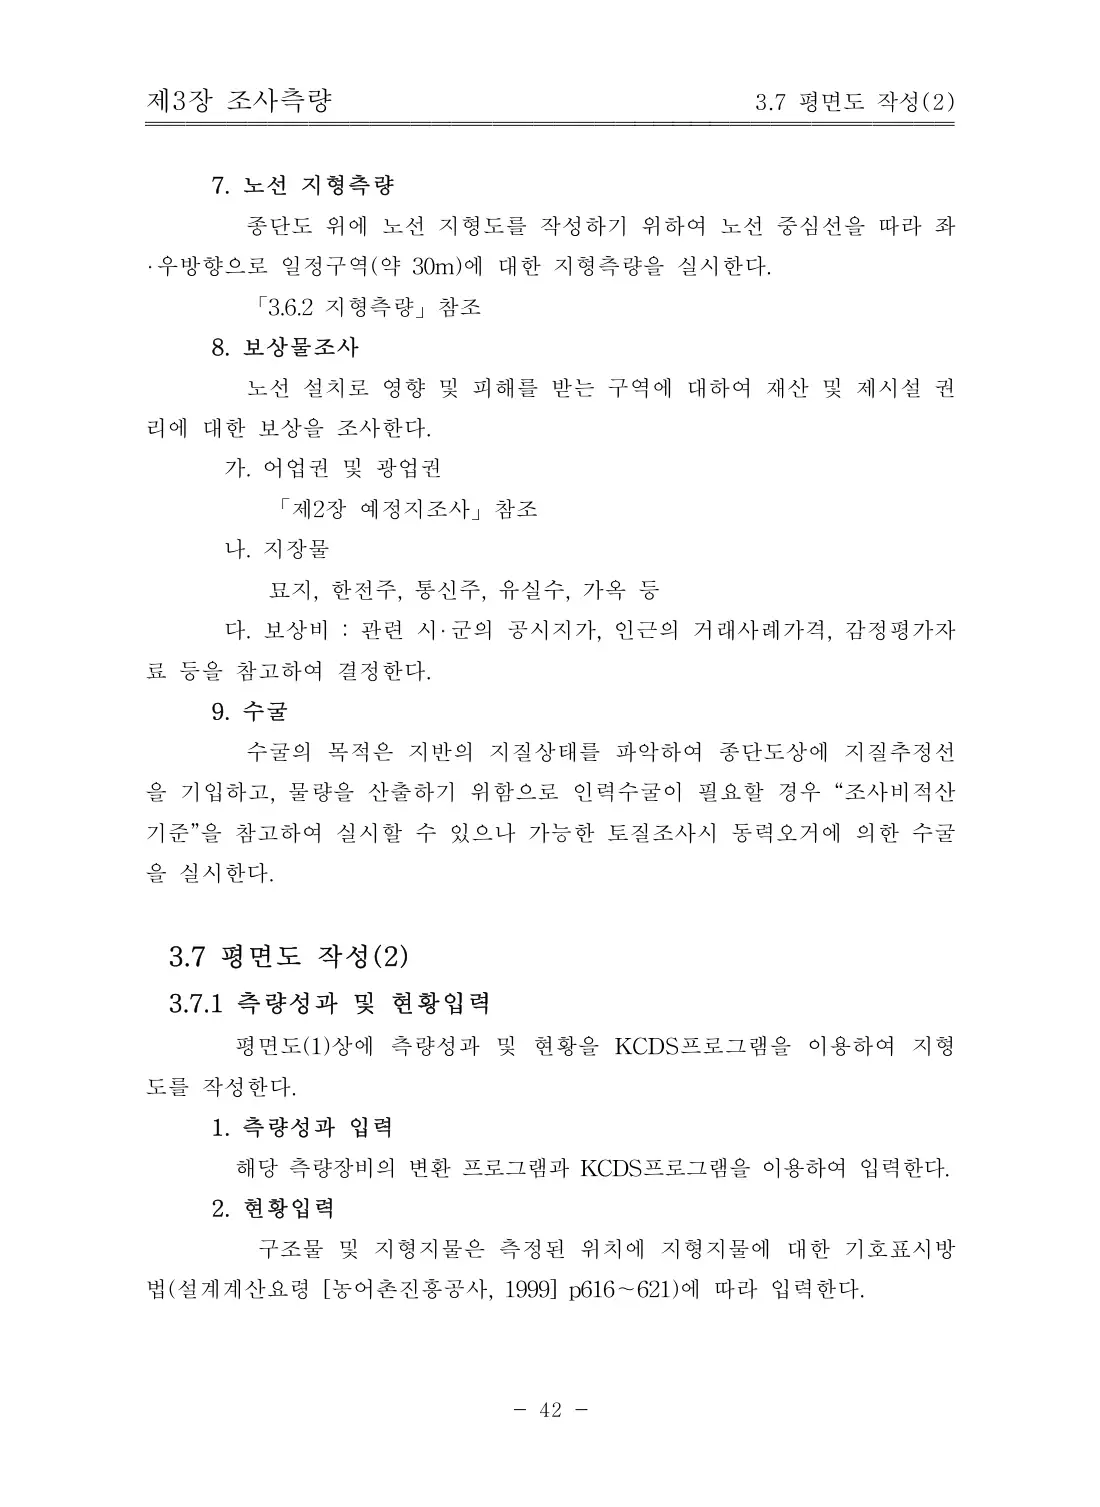 제3장 조사측량
3.7 평면도 작성(2)
7. 노선 지형측량
종단도 위에 노선 지형도를 작성하기 위하여 노선 중심선을 따라 좌
·우방향으로 일정구역(약 30m)에 대한 지형측량을 실시한다.
「3.6.2 지형측량」참조
8. 보상물조사
노선 설치로 영향 및 피해를 받는 구역에 대하여 재산 및 제시설 권
리에 대한 보상을 조사한다.
가. 어업권 및 광업권
「제2장 예정지조사」참조
나. 지장물
묘지, 한전주, 통신주, 유실수, 가옥 등
다. 보상비 : 관련 시·군의 공시지가, 인근의 거래사례가격, 감정평가자
료 등을 참고하여 결정한다.
9. 수굴
수굴의 목적은 지반의 지질상태를 파악하여 종단도상에 지질추정선
을 기입하고, 물량을 산출하기 위함으로 인력수굴이 필요할 경우 “조사비적산
기준”을 참고하여 실시할 수 있으나 가능한 토질조사시 동력오거에 의한 수굴
을 실시한다.
3.7 평면도 작성(2)
3.7.1 측량성과 및 현황입력
평면도(1)상에 측량성과 및 현황을 KCDS프로그램을 이용하여 지형
도를 작성한다.
1. 측량성과 입력
해당 측량장비의 변환 프로그램과 KCDS프로그램을 이용하여 입력한다.
2. 현황입력
구조물 및 지형지물은 측정된 위치에 지형지물에 대한 기호표시방
법(설계계산요령 [농어촌진흥공사, 1999] p616～621)에 따라 입력한다.
- 42 -